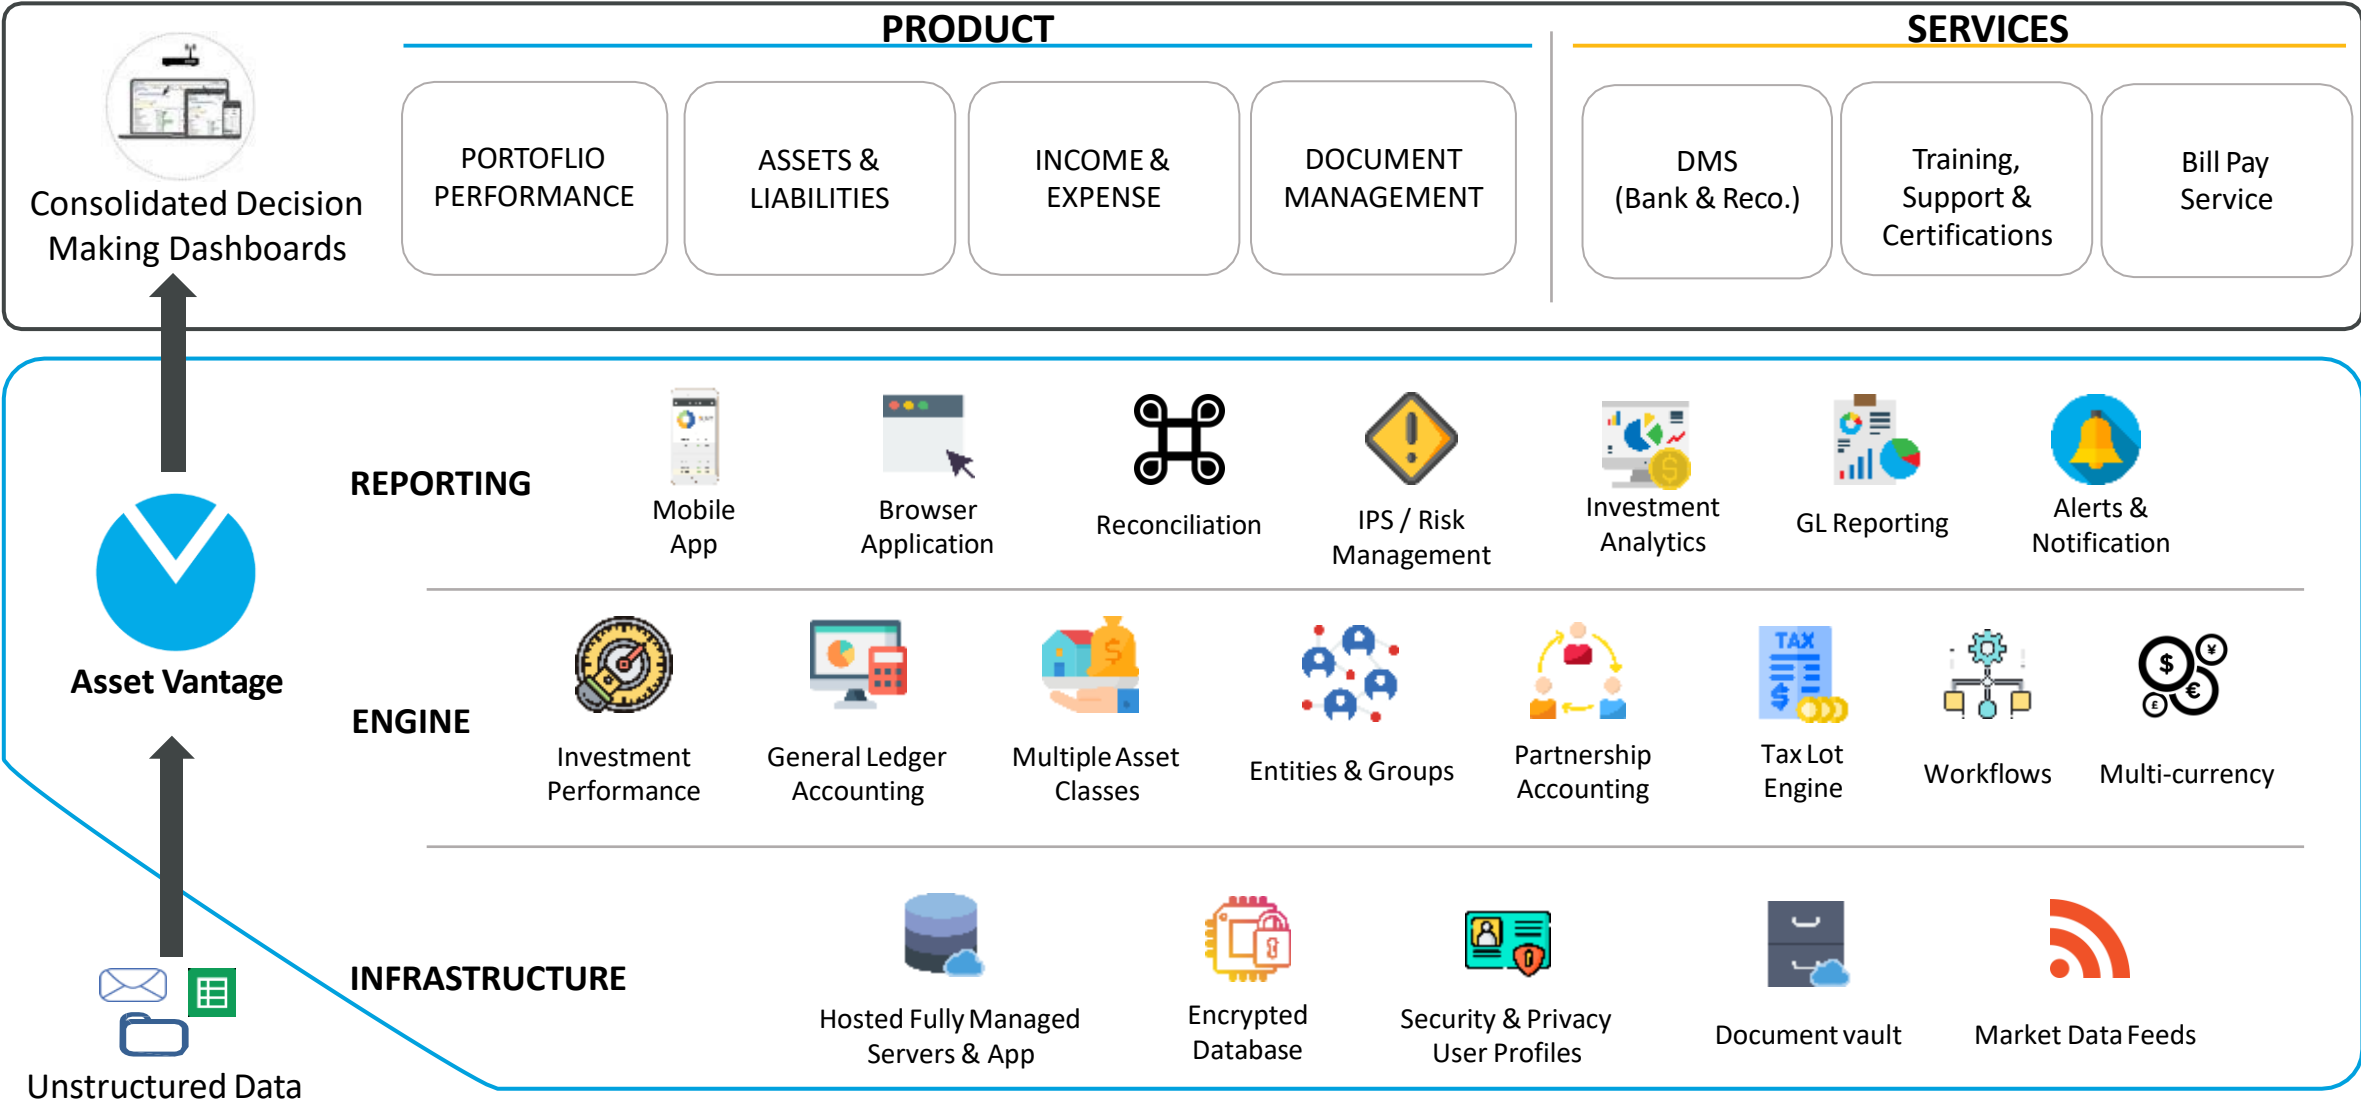 PRODUCT
SERVICES
PORTOFLIO
PERFORMANCE
ASSETS &
LIABILITIES
INCOME &
EXPENSE
DOCUMENT
MANAGEMENT
DMS
(Bank & Reco.)
Training,
Support &
Certifications
Bill Pay
Service
Consolidated Decision
Making Dashboards
REPORTING
Mobile
App
Browser
Application
Reconciliation
IPS / Risk
Management
Investment
Analytics
GL Reporting
Alerts &
Notification
Asset Vantage
ENGINE
TAX
Investment
Performance
General Ledger
Accounting
Multiple Asset
Classes
Entities & Groups
Partnership
Accounting
Tax Lot
Engine
Workflows
Multi-currency
INFRASTRUCTURE
Hosted Fully Managed
Servers & App
Encrypted
Database
Security & Privacy
User Profiles
Document vault
Market Data Feeds
Unstructured Data